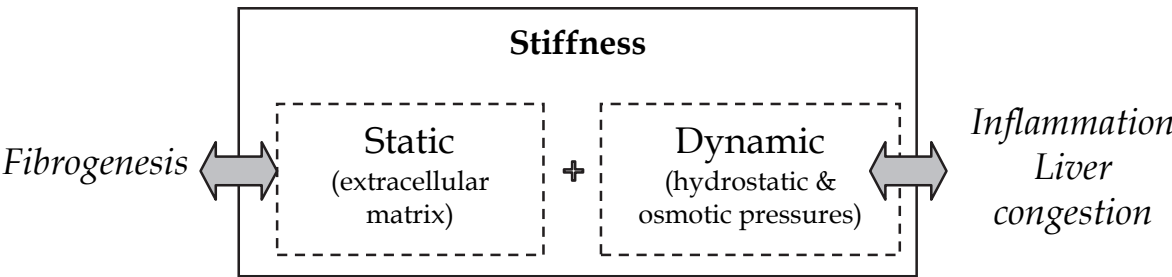 Stiffness
Fibrogenesis
Static
(extracellular
matrix)
+
Dynamic
(hydrostatic &
osmotic pressures)
Inflammation
Liver
congestion